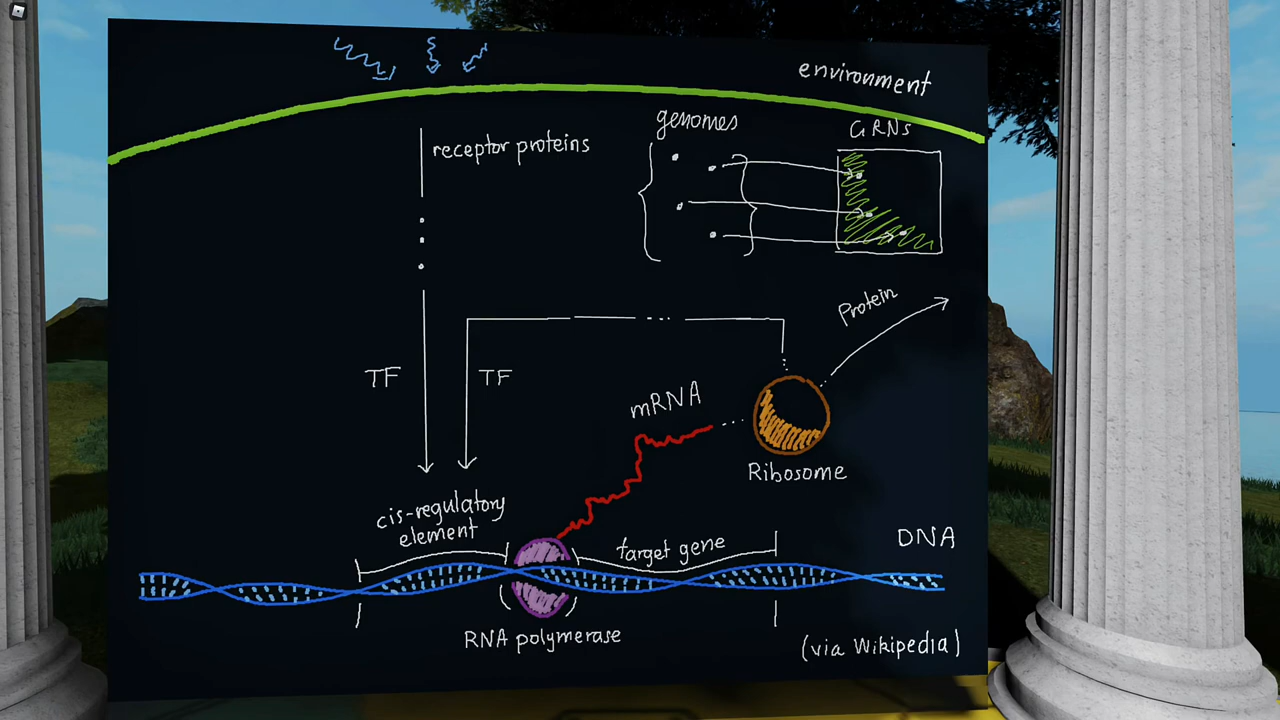 environment
genomes
GRNs
receptor proteins
Protein
TF
TF
mRNA
Ribosome
cis-regulatory
element
target gene
DNA
RNA polymerase
(via Wikipedia)